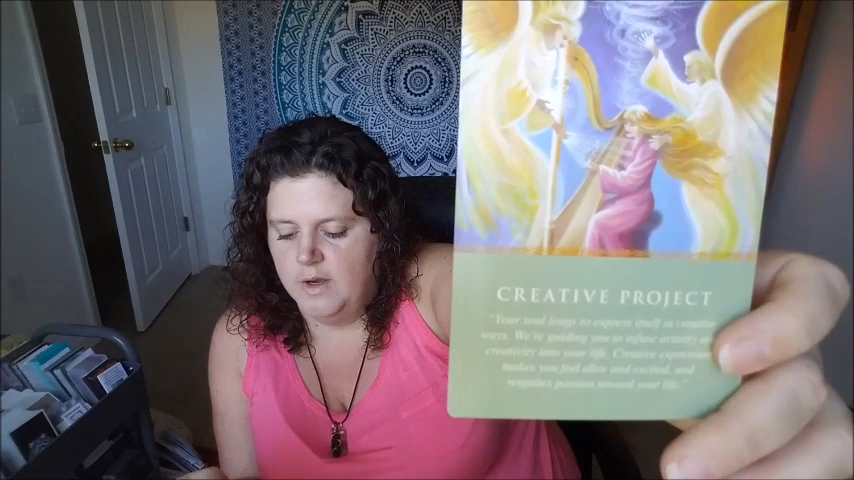 CREATIVE PROJECT
"Your soul longs to express itself in creative
ways. We're guiding you to infuse artistry and
creativity into your life. Creative expression
makes you feel alive and excited, and
reignites passion toward your life."